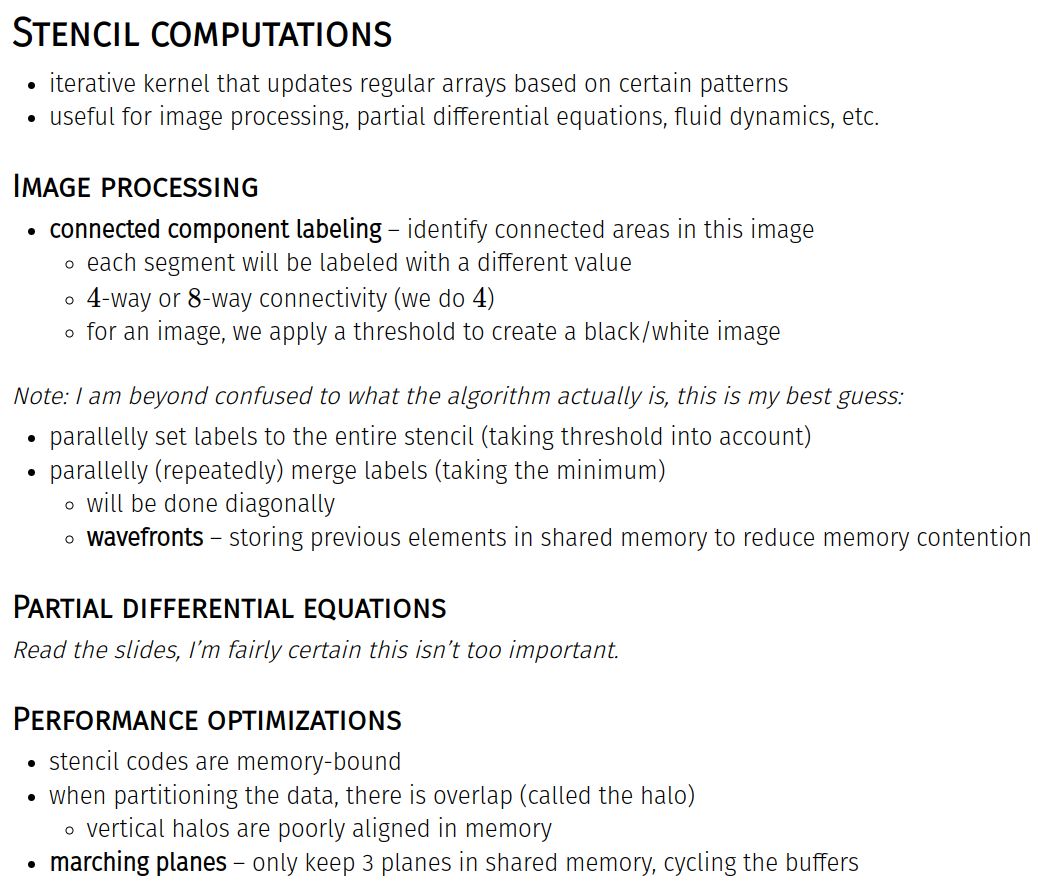 Stencil computations
• iterative kernel that updates regular arrays based on certain patterns
• useful for image processing, partial differential equations, fluid dynamics, etc.
Image processing
• connected component labeling – identify connected areas in this image
◦ each segment will be labeled with a different value
◦ 4-way or 8-way connectivity (we do 4)
◦ for an image, we apply a threshold to create a black/white image
Note: I am beyond confused to what the algorithm actually is, this is my best guess:
• parallelly set labels to the entire stencil (taking threshold into account)
• parallelly (repeatedly) merge labels (taking the minimum)
◦ will be done diagonally
◦ wavefronts – storing previous elements in shared memory to reduce memory contention
Partial differential equations
Read the slides, I’m fairly certain this isn’t too important.
Performance optimizations
• stencil codes are memory-bound
• when partitioning the data, there is overlap (called the halo)
◦ vertical halos are poorly aligned in memory
• marching planes – only keep 3 planes in shared memory, cycling the buffers